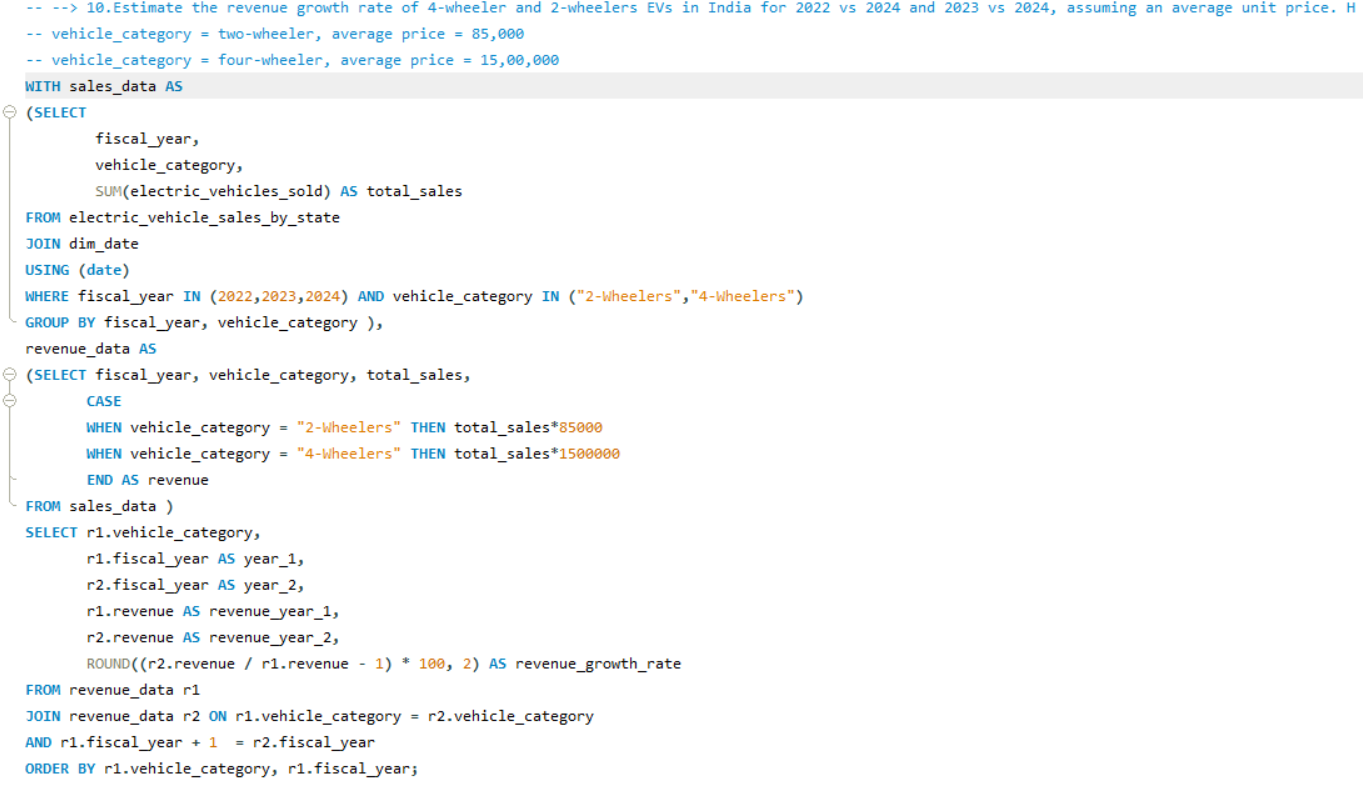 -- --> 10.Estimate the revenue growth rate of 4-wheeler and 2-wheelers EVs in India for 2022 vs 2024 and 2023 vs 2024, assuming an average unit price. H
-- vehicle_category = two-wheeler, average price = 85,000
-- vehicle_category = four-wheeler, average price = 15,00,000
WITH sales_data AS
(SELECT
fiscal_year,
vehicle_category,
SUM(electric_vehicles_sold) AS total_sales
FROM electric_vehicle_sales_by_state
JOIN dim_date
USING (date)
WHERE fiscal_year IN (2022,2023,2024) AND vehicle_category IN ("2-Wheelers","4-Wheelers")
GROUP BY fiscal_year, vehicle_category ),
revenue_data AS
(SELECT fiscal_year, vehicle_category, total_sales,
CASE
WHEN vehicle_category = "2-Wheelers" THEN total_sales*85000
WHEN vehicle_category = "4-Wheelers" THEN total_sales*1500000
END AS revenue
FROM sales_data )
SELECT r1.vehicle_category,
r1.fiscal_year AS year_1,
r2.fiscal_year AS year_2,
r1.revenue AS revenue_year_1,
r2.revenue AS revenue_year_2,
ROUND((r2.revenue / r1.revenue - 1) * 100, 2) AS revenue_growth_rate
FROM revenue_data r1
JOIN revenue_data r2 ON r1.vehicle_category = r2.vehicle_category
AND r1.fiscal_year + 1  = r2.fiscal_year
ORDER BY r1.vehicle_category, r1.fiscal_year;